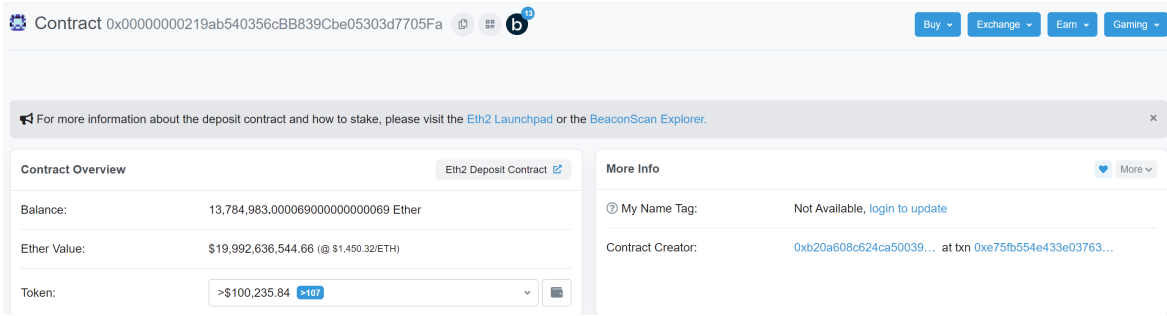 Contract 0x00000000219ab540356cBB839Cbe05303d7705Fa b 13
Buy Exchange Earn Gaming
For more information about the deposit contract and how to stake, please visit the Eth2 Launchpad or the BeaconScan Explorer. ×
Contract Overview Eth2 Deposit Contract
Balance: 13,784,983.000069000000000069 Ether
Ether Value: $19,992,636,544.66 (@ $1,450.32/ETH)
Token: >$100,235.84 >107
More Info More
My Name Tag: Not Available, login to update
Contract Creator: 0xb20a608c624ca50039... at txn 0xe75fb554e433e03763...